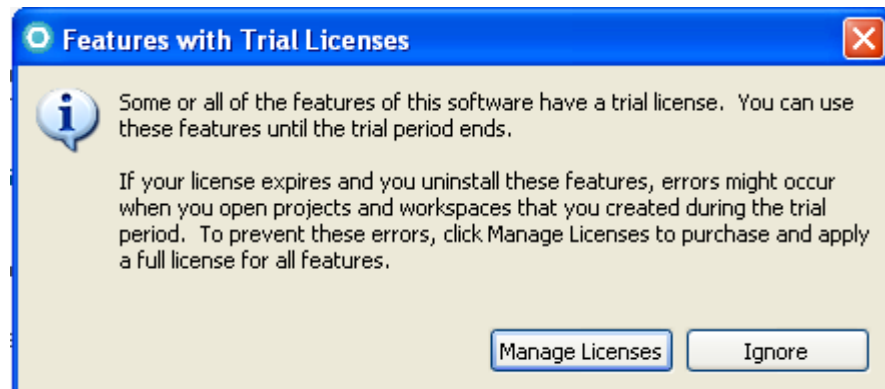 Features with Trial Licenses
Some or all of the features of this software have a trial license.  You can use
these features until the trial period ends.
If your license expires and you uninstall these features, errors might occur
when you open projects and workspaces that you created during the trial
period.  To prevent these errors, click Manage Licenses to purchase and apply
a full license for all features.
Manage Licenses
Ignore